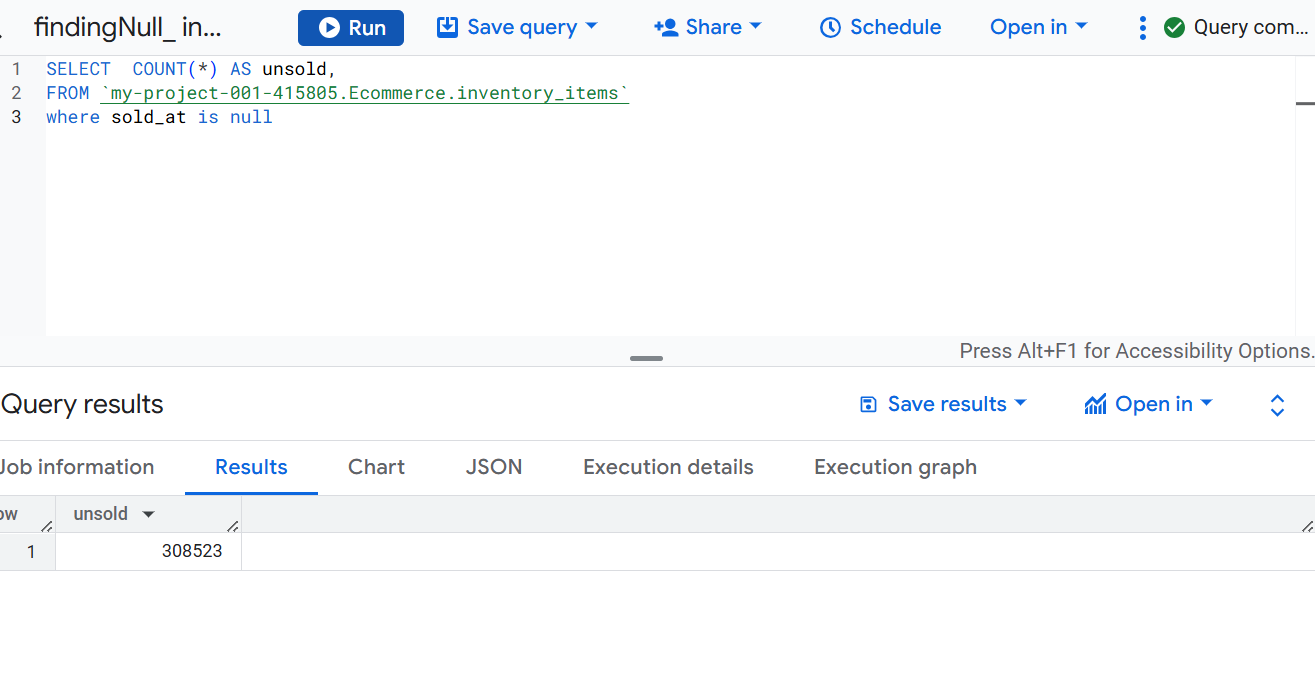 findingNull_ in...
Run
Save query
Share
Schedule
Open in
Query com...
1 SELECT  COUNT(*) AS unsold,
2 FROM `my-project-001-415805.Ecommerce.inventory_items`
3 where sold_at is null
Press Alt+F1 for Accessibility Options.
Query results
Save results
Open in
Job information
Results
Chart
JSON
Execution details
Execution graph
ow
unsold
1
308523